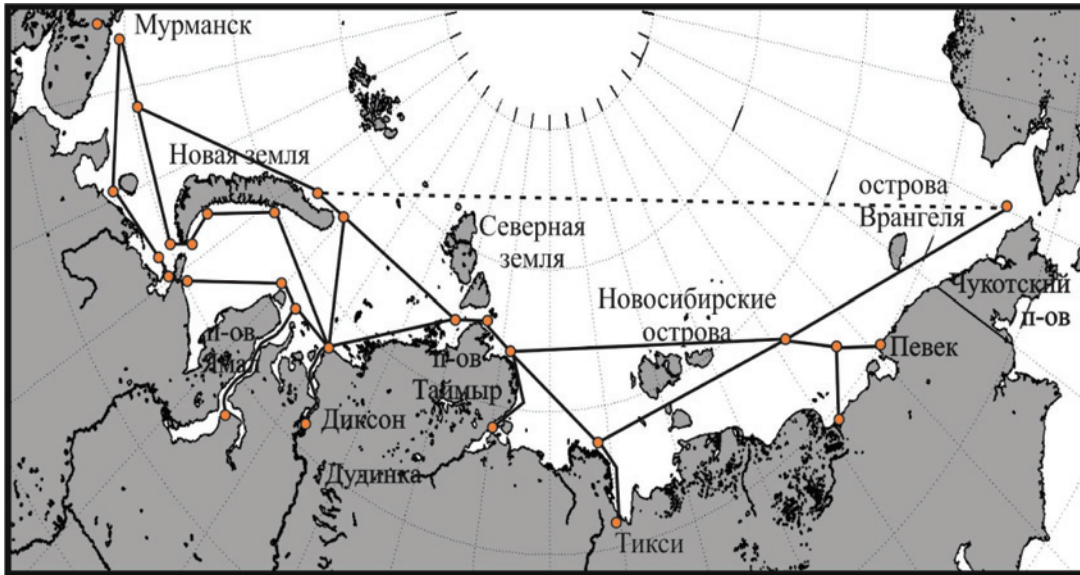 Мурманск
Новая земля
Северная
земля
острова
Врангеля
Чукотский
п-ов
Новосибирские
острова
п-ов
Ямал
п-ов
Таймыр
Певек
Диксон
Дудинка
Тикси